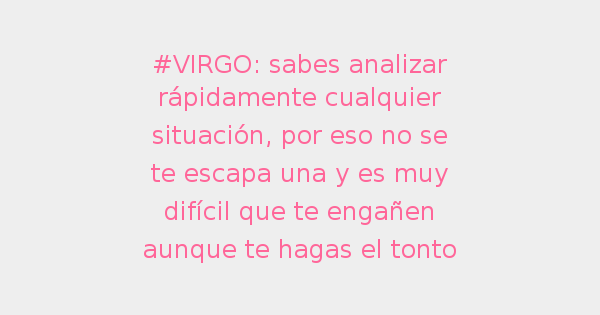 #VIRGO: sabes analizar
rápidamente cualquier
situación, por eso no se
te escapa una y es muy
difícil que te engañen
aunque te hagas el tonto